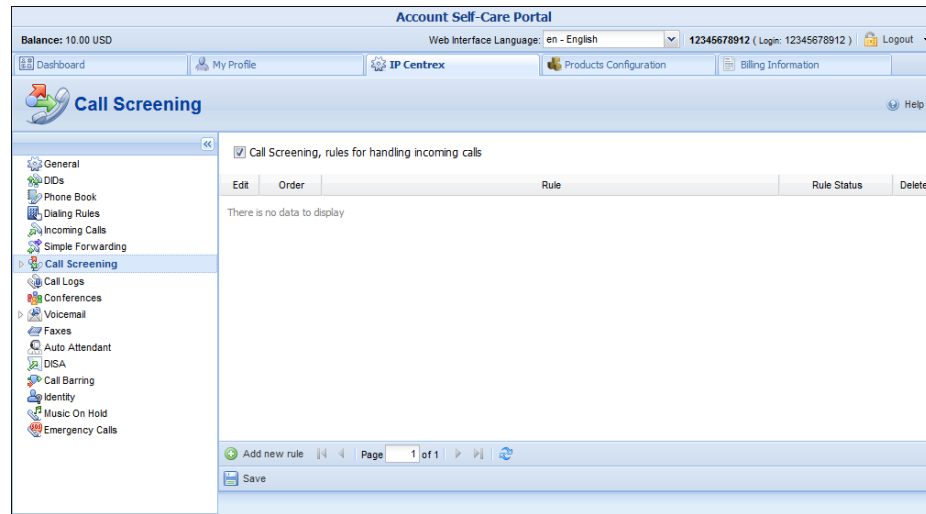 Account Self-Care Portal
Balance: 10.00 USD Web Interface Language: en - English 12345678912 ( Login: 12345678912 ) Logout
Dashboard My Profile IP Centrex Products Configuration Billing Information
Call Screening Help
Call Screening, rules for handling incoming calls
Edit Order Rule Rule Status Delete
There is no data to display
General
DIDs
Phone Book
Dialing Rules
Incoming Calls
Simple Forwarding
Call Screening
Call Logs
Conferences
Voicemail
Faxes
Auto Attendant
DISA
Call Barring
Identity
Music On Hold
Emergency Calls
Add new rule Page 1 of 1
Save